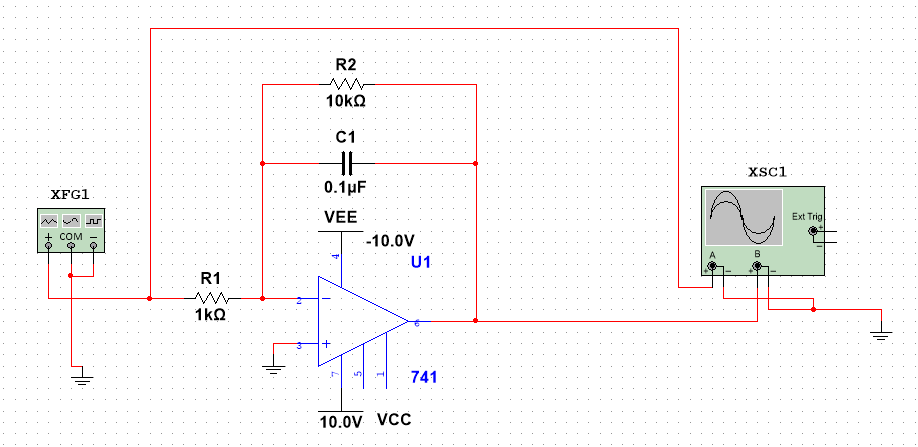 R2
10kΩ
C1
0.1µF
XFG1
+ COM −
VEE
-10.0V
4
U1
R1
1kΩ
2
−
3
+
6
7
5
1
741
10.0V
VCC
XSC1
Ext Trig
+
−
A
B
+ − + −